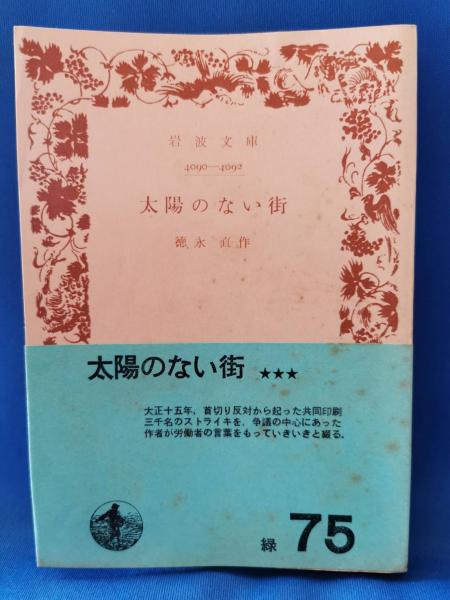 岩波文庫
4090—4092
太陽のない街
徳永直作
太陽のない街 ★★★
大正十五年、首切り反対から起った共同印刷
三千名のストライキを、争議の中心にあった
作者が労働者の言葉をもっていきいきと綴る。
緑 75